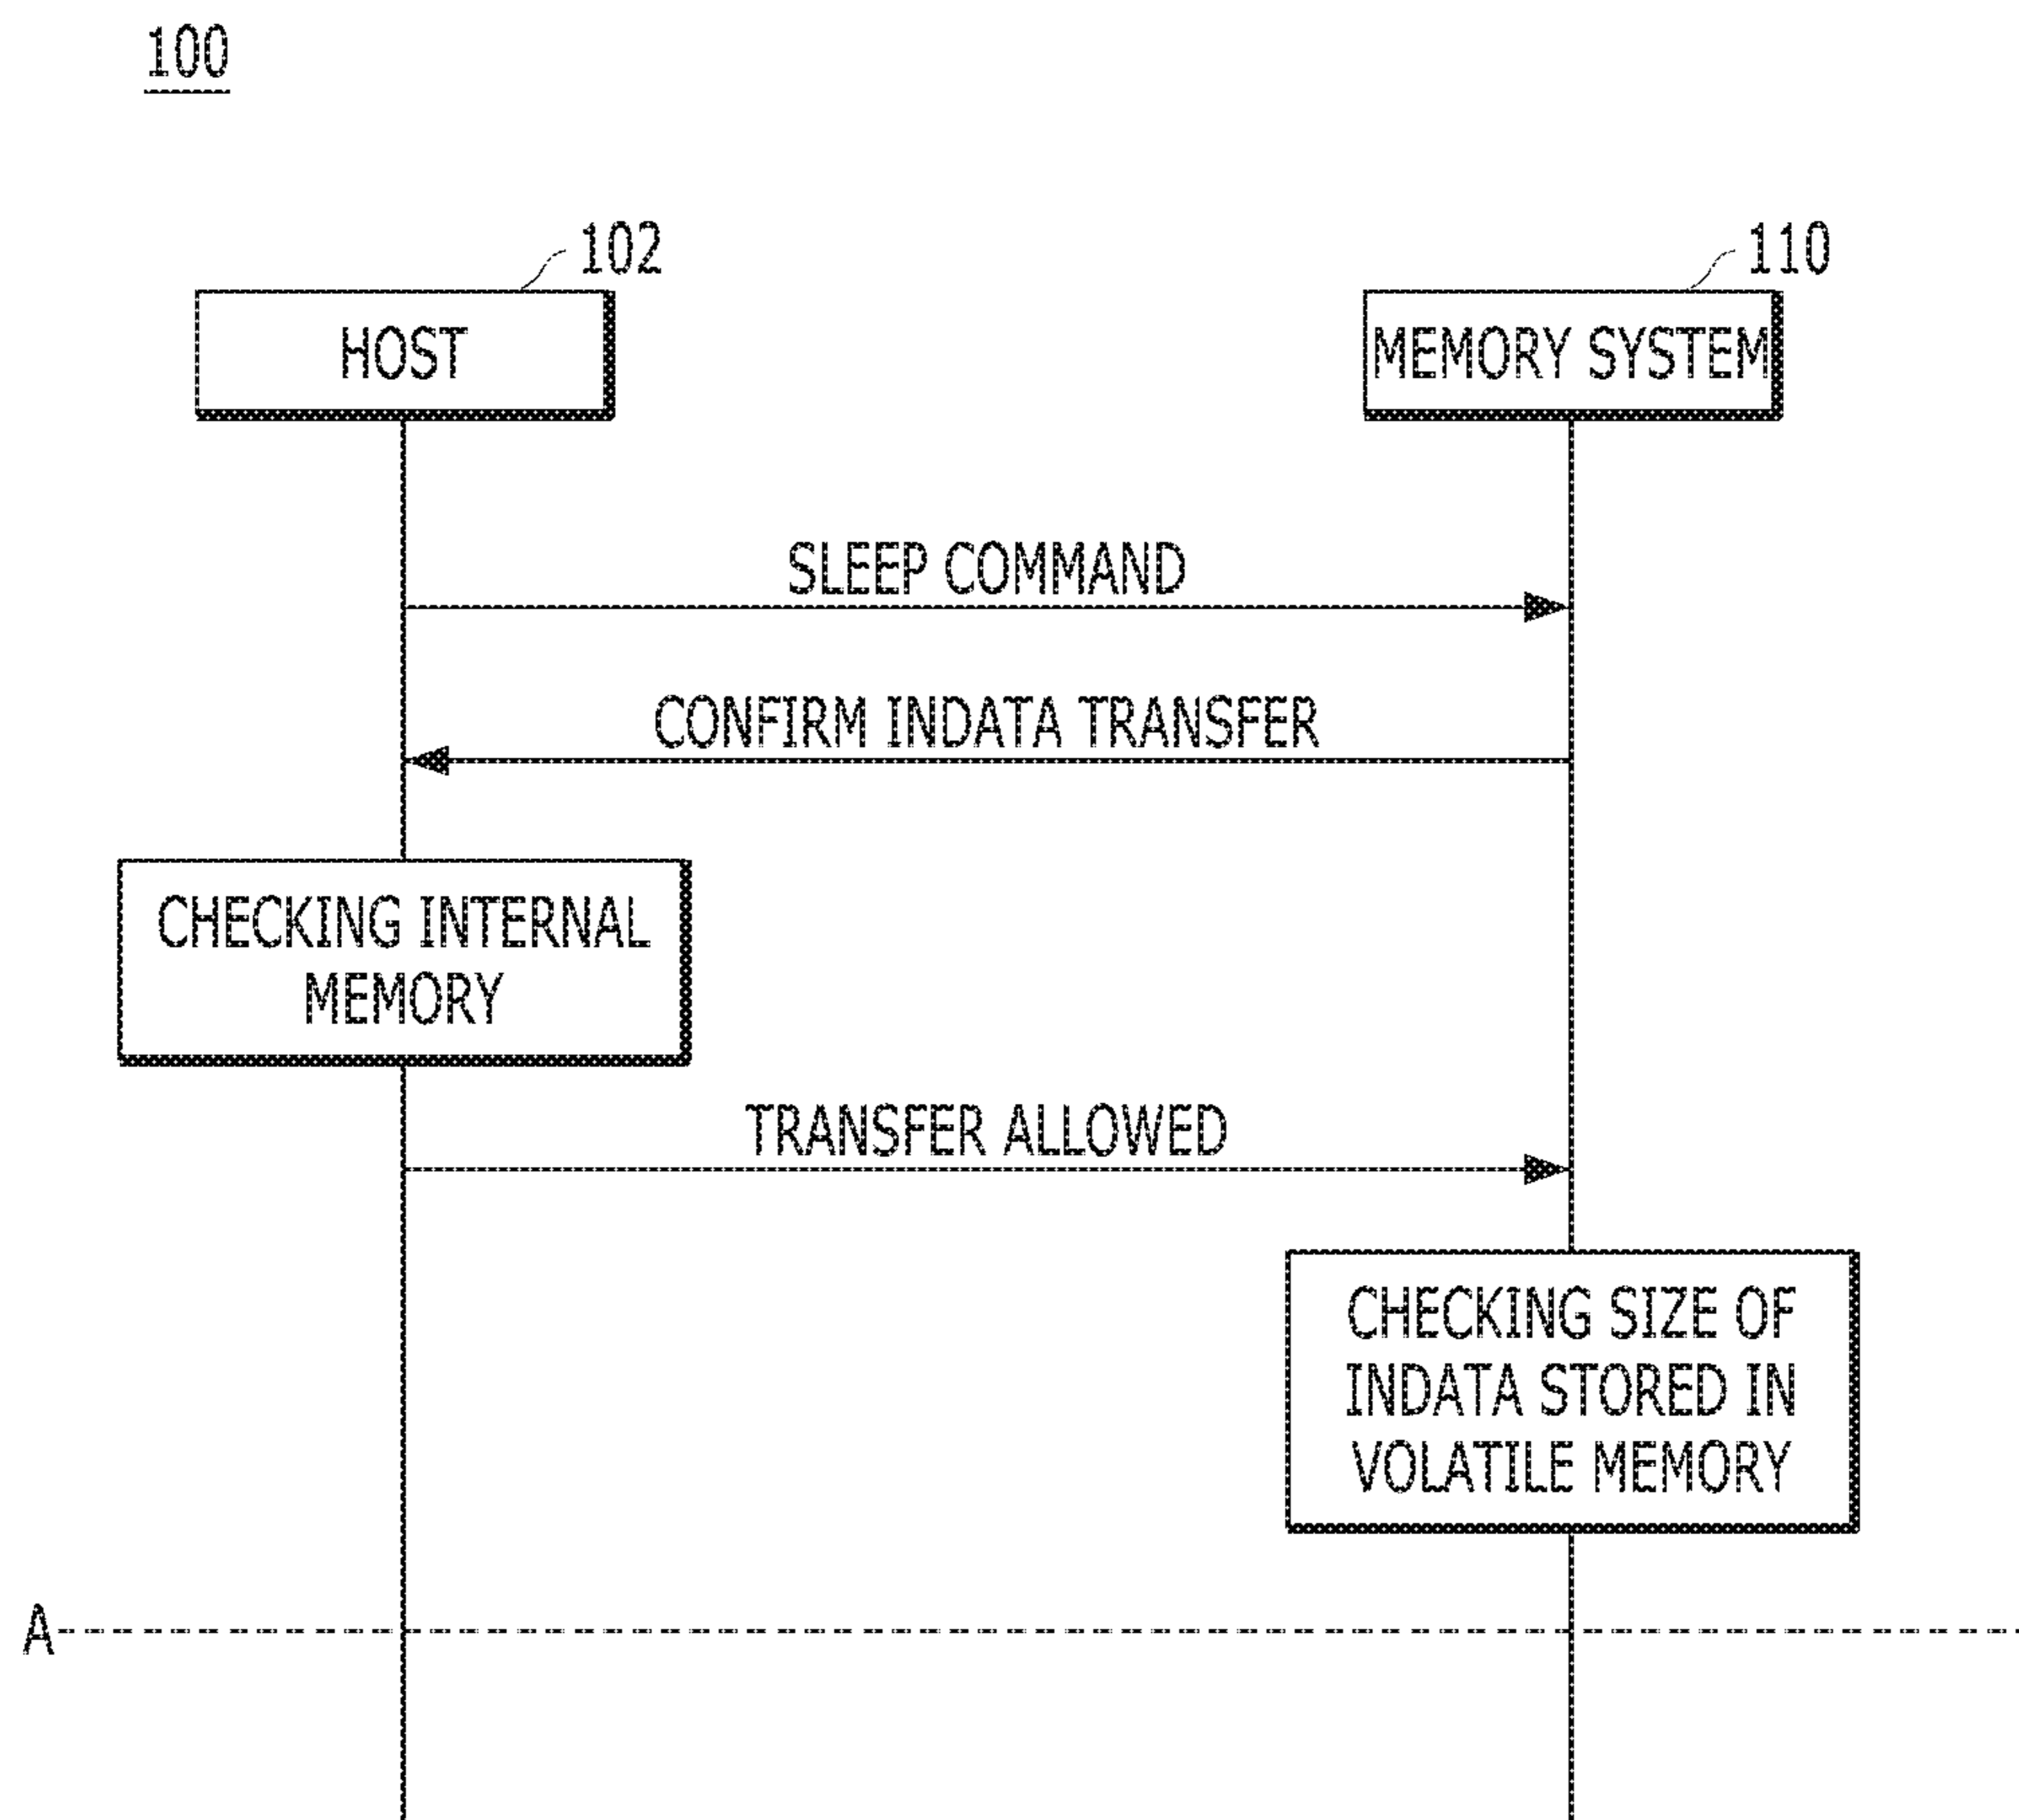 100
102
110
HOST
MEMORY SYSTEM
SLEEP COMMAND
CONFIRM INDATA TRANSFER
CHECKING INTERNAL
MEMORY
TRANSFER ALLOWED
CHECKING SIZE OF
INDATA STORED IN
VOLATILE MEMORY
A